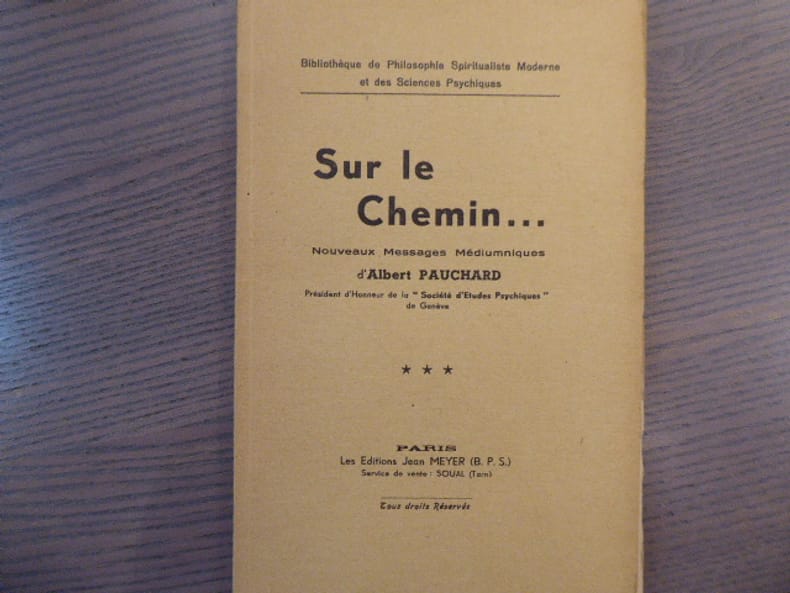 Bibliothèque de Philosophie Spiritualiste Moderne
et des Sciences Psychiques
Sur le
Chemin...
Nouveaux Messages Médiumniques
d'Albert PAUCHARD
Président d'Honneur de la " Société d'Etudes Psychiques "
de Genève
★ ★ ★
PARIS
Les Editions Jean MEYER (B. P. S.)
Service de vente : SOUAL (Tarn)
Tous droits Réservés